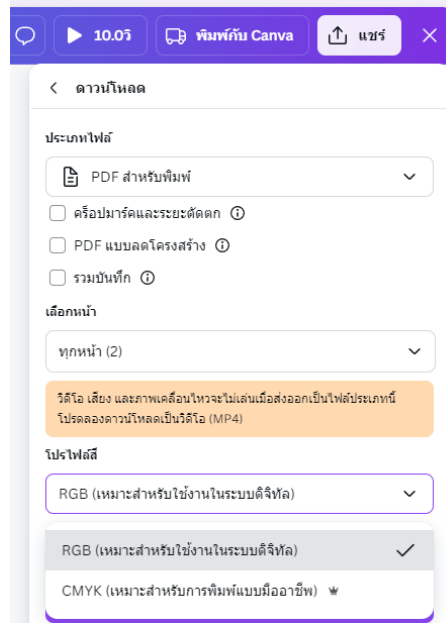 10.0วิ
พิมพ์กับ Canva
แชร์
ดาวน์โหลด
ประเภทไฟล์
PDF สำหรับพิมพ์
ครอปมาร์คและระยะตัดตก
PDF แบบลดโครงสร้าง
รวมบันทึก
เลือกหน้า
ทุกหน้า (2)
วิดีโอ เสียง และภาพเคลื่อนไหวจะไม่เล่นเมื่อส่งออกเป็นไฟล์ประเภทนี้
โปรดลองดาวน์โหลดเป็นวิดีโอ (MP4)
โปรไฟล์สี
RGB (เหมาะสำหรับใช้งานในระบบดิจิทัล)
RGB (เหมาะสำหรับใช้งานในระบบดิจิทัล)
CMYK (เหมาะสำหรับการพิมพ์แบบมืออาชีพ)